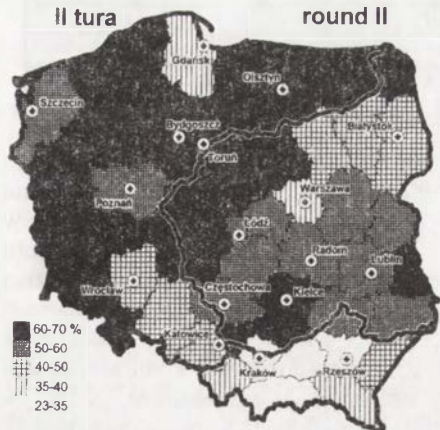 II tura round II
Gdańsk
Olsztyn
Szczecin
Bydgoszcz
Białystok
Toruń
Poznań
Warszawa
Łódź
Radom
Lublin
Wrocław
Częstochowa
Kielce
Katowice
Kraków
Rzeszów
60-70 %
50-60
40-50
35-40
23-35